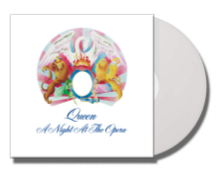 Queen
A Night At The Opera